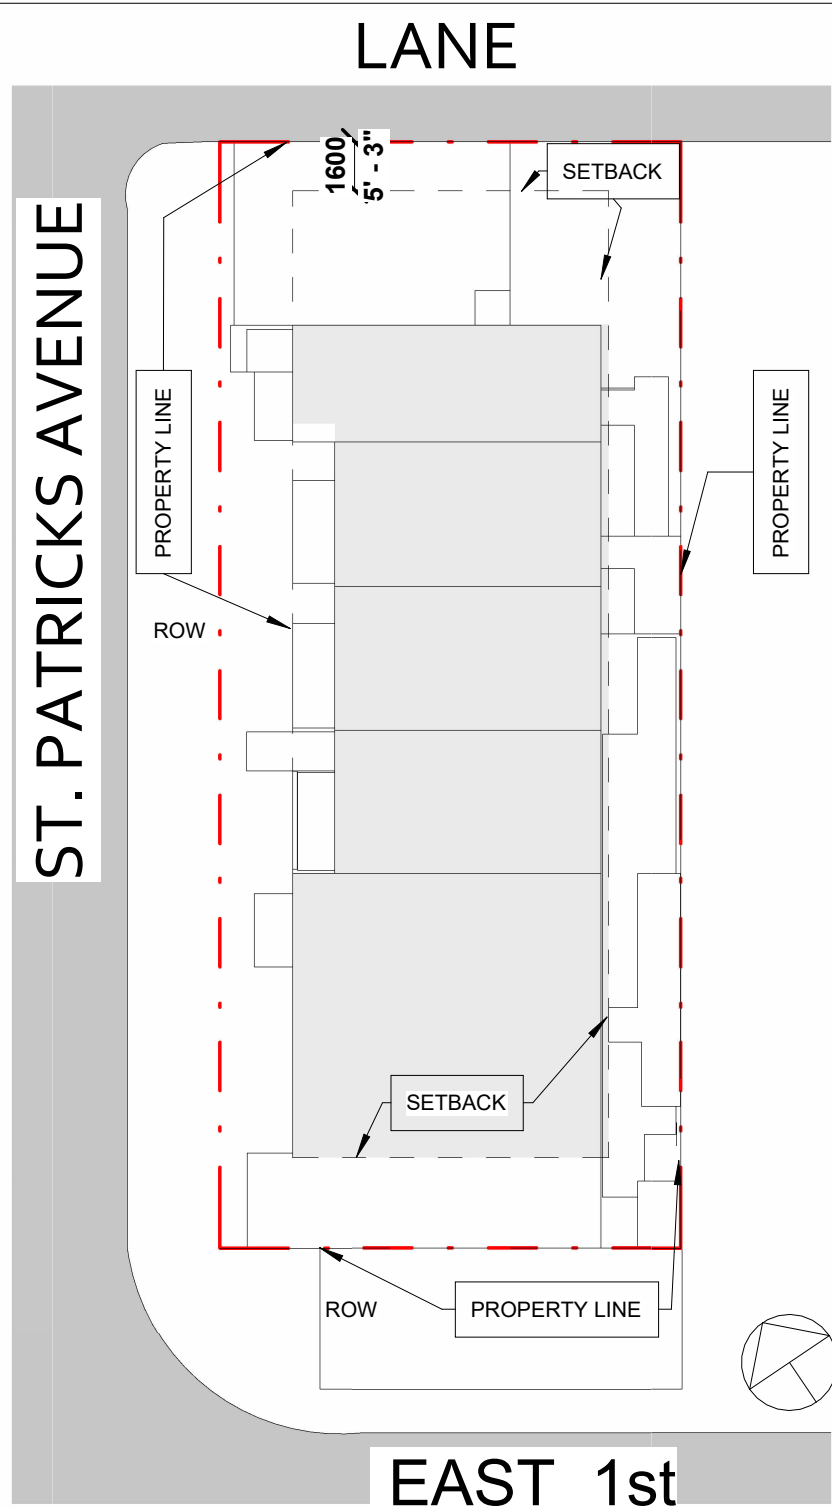 LANE
1600
5' - 3"
SETBACK
ST. PATRICKS AVENUE
PROPERTY LINE
PROPERTY LINE
ROW
SETBACK
ROW
PROPERTY LINE
EAST 1st